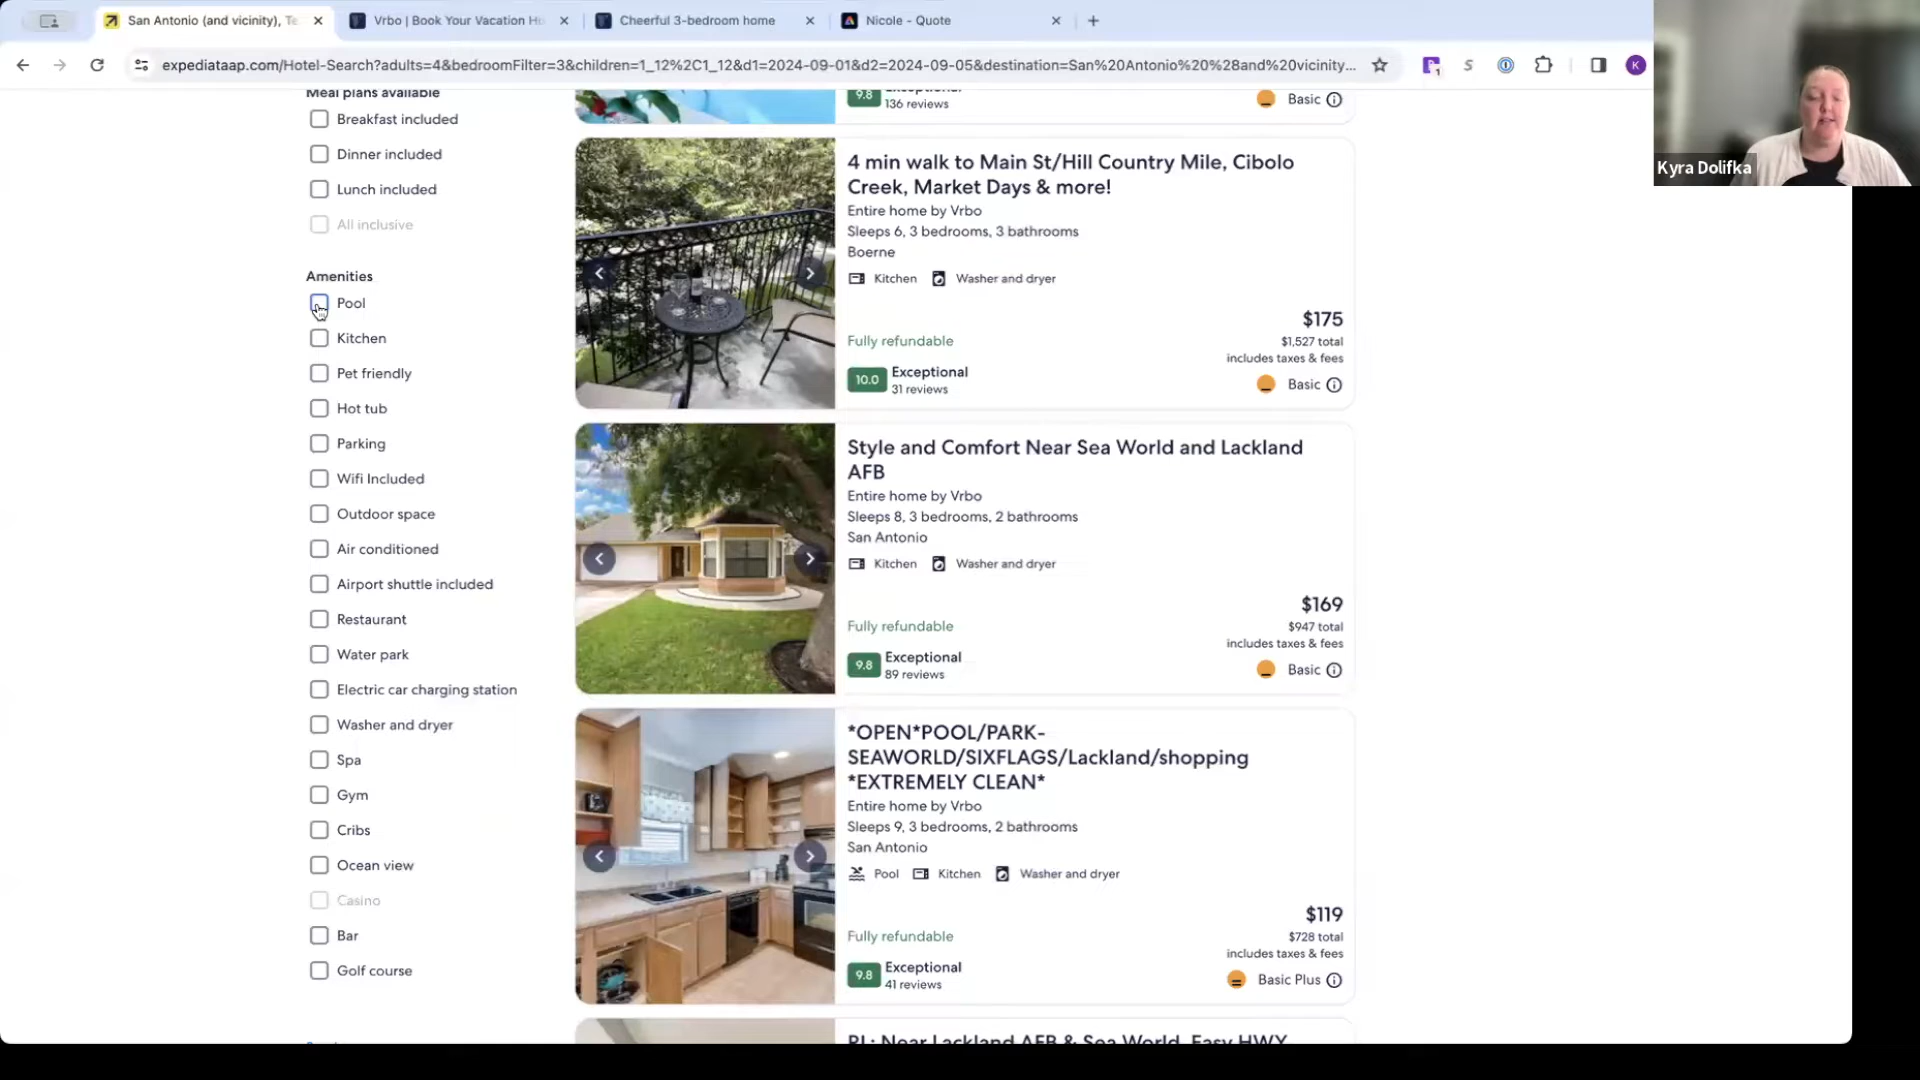 San Antonio (and vicinity), Te
Vrbo | Book Your Vacation H
Cheerful 3-bedroom home
Nicole - Quote
expediataap.com/Hotel-Search?adults=4&bedroomFilter=3&children=1_12%2C1_12&d1=2024-09-01&d2=2024-09-05&destination=San%20Antonio%20%28and%20vicinity...
1
K
Kyra Dolifka
Meal plans available
Breakfast included
Dinner included
Lunch included
All inclusive
Amenities
Pool
Kitchen
Pet friendly
Hot tub
Parking
Wifi Included
Outdoor space
Air conditioned
Airport shuttle included
Restaurant
Water park
Electric car charging station
Washer and dryer
Spa
Gym
Cribs
Ocean view
Casino
Bar
Golf course
9.8 Exceptional
136 reviews
Basic
4 min walk to Main St/Hill Country Mile, Cibolo
Creek, Market Days & more!
Entire home by Vrbo
Sleeps 6, 3 bedrooms, 3 bathrooms
Boerne
Kitchen Washer and dryer
$175
Fully refundable
$1,527 total
includes taxes & fees
10.0 Exceptional
31 reviews
Basic
Style and Comfort Near Sea World and Lackland
AFB
Entire home by Vrbo
Sleeps 8, 3 bedrooms, 2 bathrooms
San Antonio
Kitchen Washer and dryer
$169
Fully refundable
$947 total
includes taxes & fees
9.8 Exceptional
89 reviews
Basic
*OPEN*POOL/PARK-
SEAWORLD/SIXFLAGS/Lackland/shopping
*EXTREMELY CLEAN*
Entire home by Vrbo
Sleeps 9, 3 bedrooms, 2 bathrooms
San Antonio
Pool Kitchen Washer and dryer
$119
Fully refundable
$728 total
includes taxes & fees
9.8 Exceptional
41 reviews
Basic Plus
Near Lackland AFB & Sea World, Easy HWY